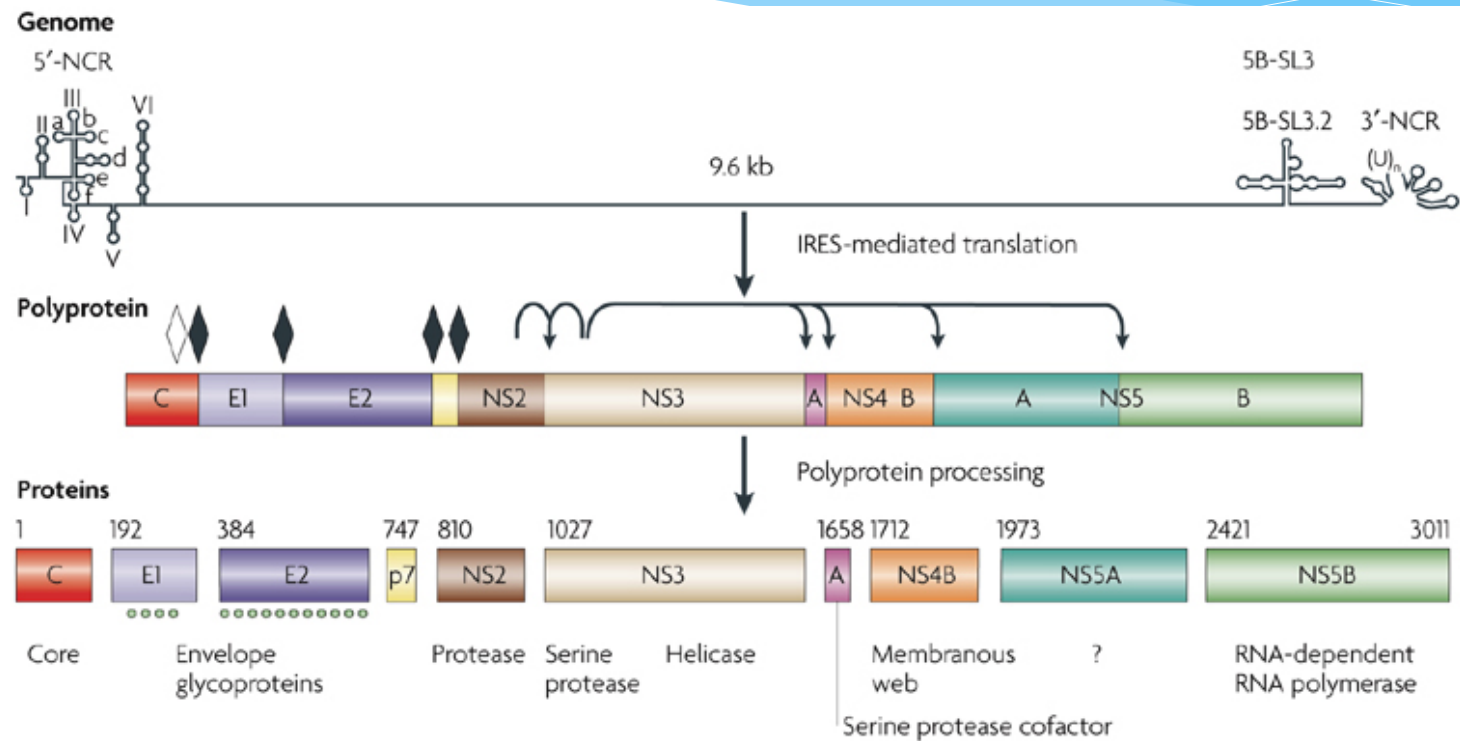 Genome
5′-NCR
5B-SL3
III
VI
b
II
a
c
5B-SL3.2
3′-NCR
d
9.6 kb
(U)n
e
f
I
IV
V
IRES-mediated translation
Polyprotein
C
E1
E2
NS2
NS3
A
NS4 B
A
NS5
B
Polyprotein processing
Proteins
1
192
384
747
810
1027
1658
1712
1973
2421
3011
C
E1
E2
p7
NS2
NS3
A
NS4B
NS5A
NS5B
Core
Envelope
glycoproteins
Protease
Serine
protease
Helicase
Membranous
web
?
RNA-dependent
RNA polymerase
Serine protease cofactor